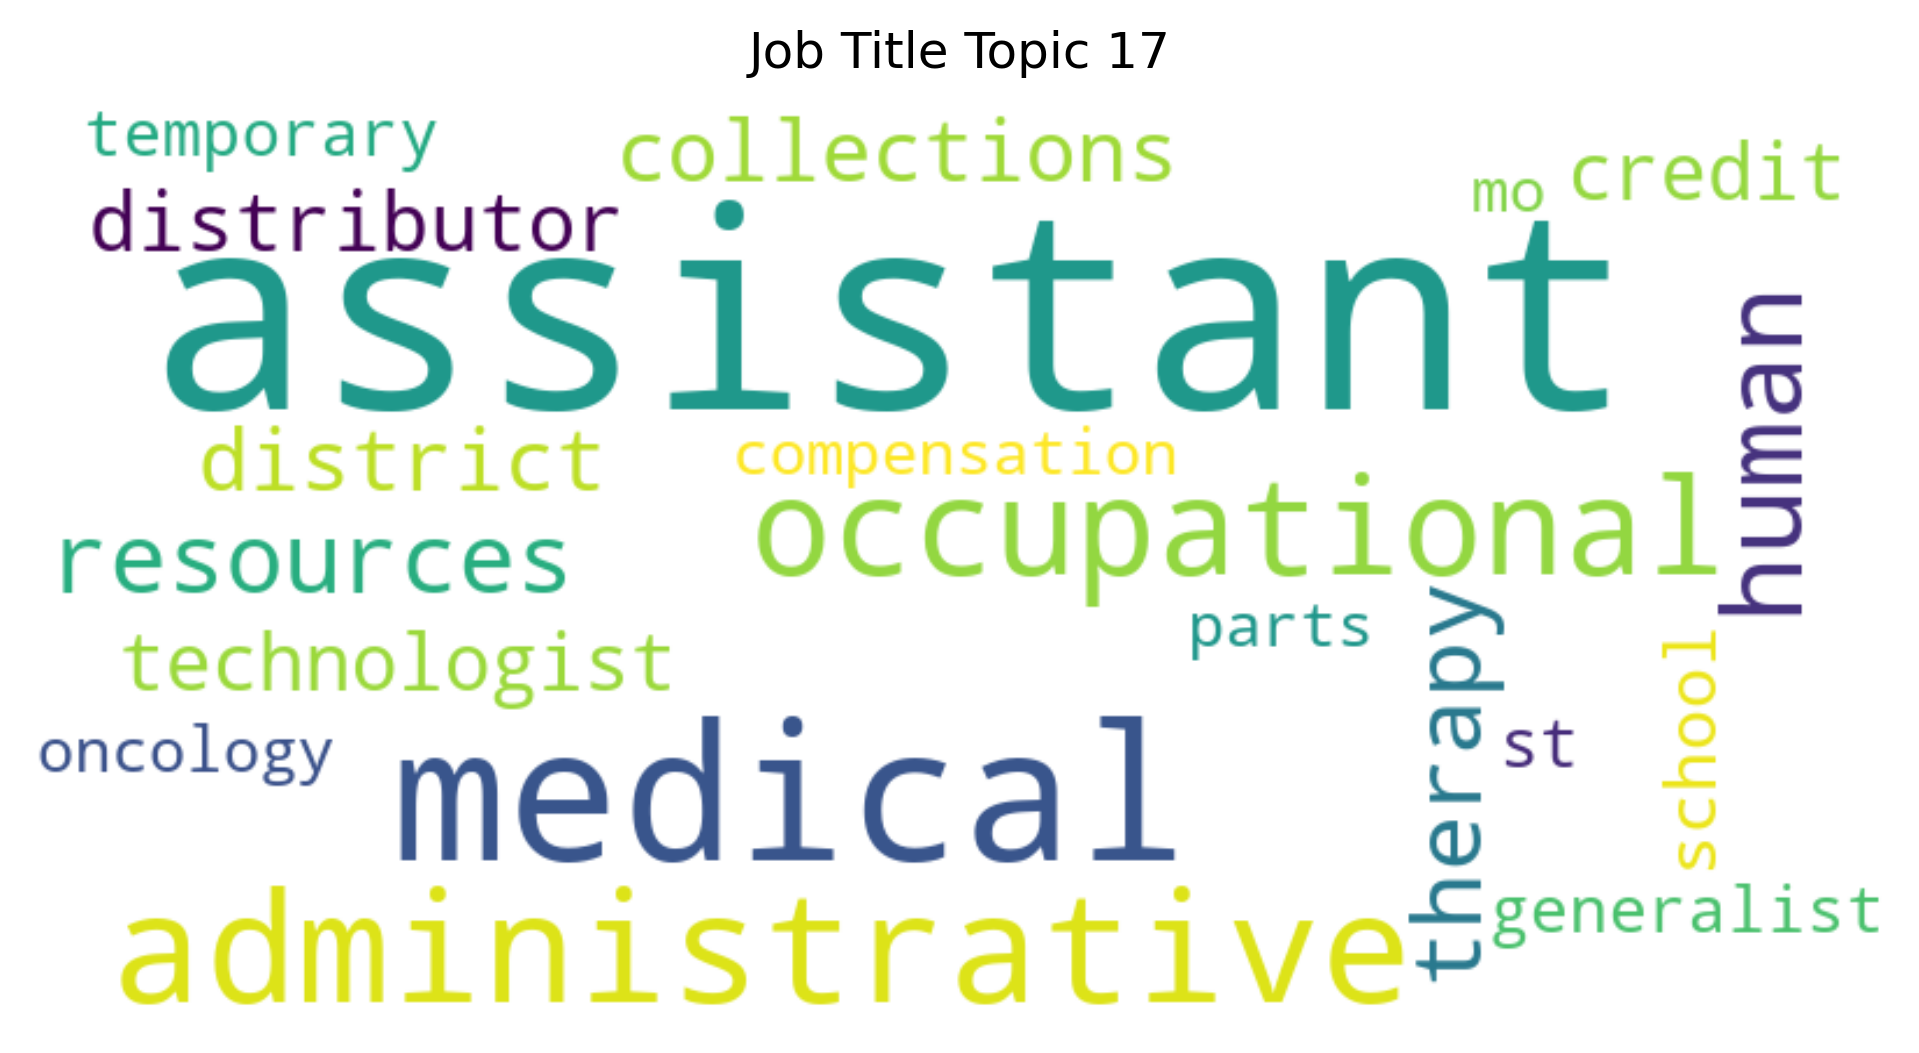 Job Title Topic 17
temporary
collections
mo
credit
distributor
assistant
human
district
compensation
occupational
resources
parts
therapy
school
technologist
oncology
medical
st
administrative
generalist